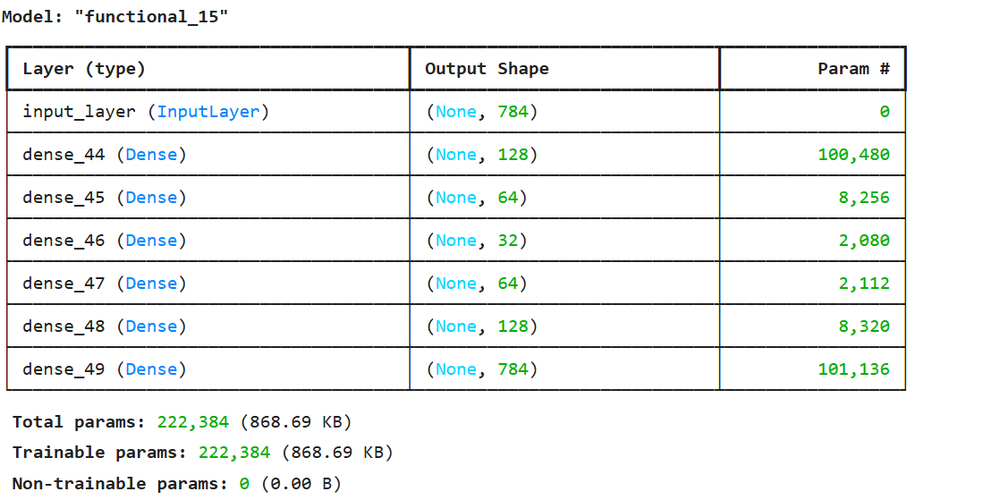 Model: "functional_15"
Layer (type) Output Shape Param #
input_layer (InputLayer) (None, 784) 0
dense_44 (Dense) (None, 128) 100,480
dense_45 (Dense) (None, 64) 8,256
dense_46 (Dense) (None, 32) 2,080
dense_47 (Dense) (None, 64) 2,112
dense_48 (Dense) (None, 128) 8,320
dense_49 (Dense) (None, 784) 101,136
Total params: 222,384 (868.69 KB)
Trainable params: 222,384 (868.69 KB)
Non-trainable params: 0 (0.00 B)